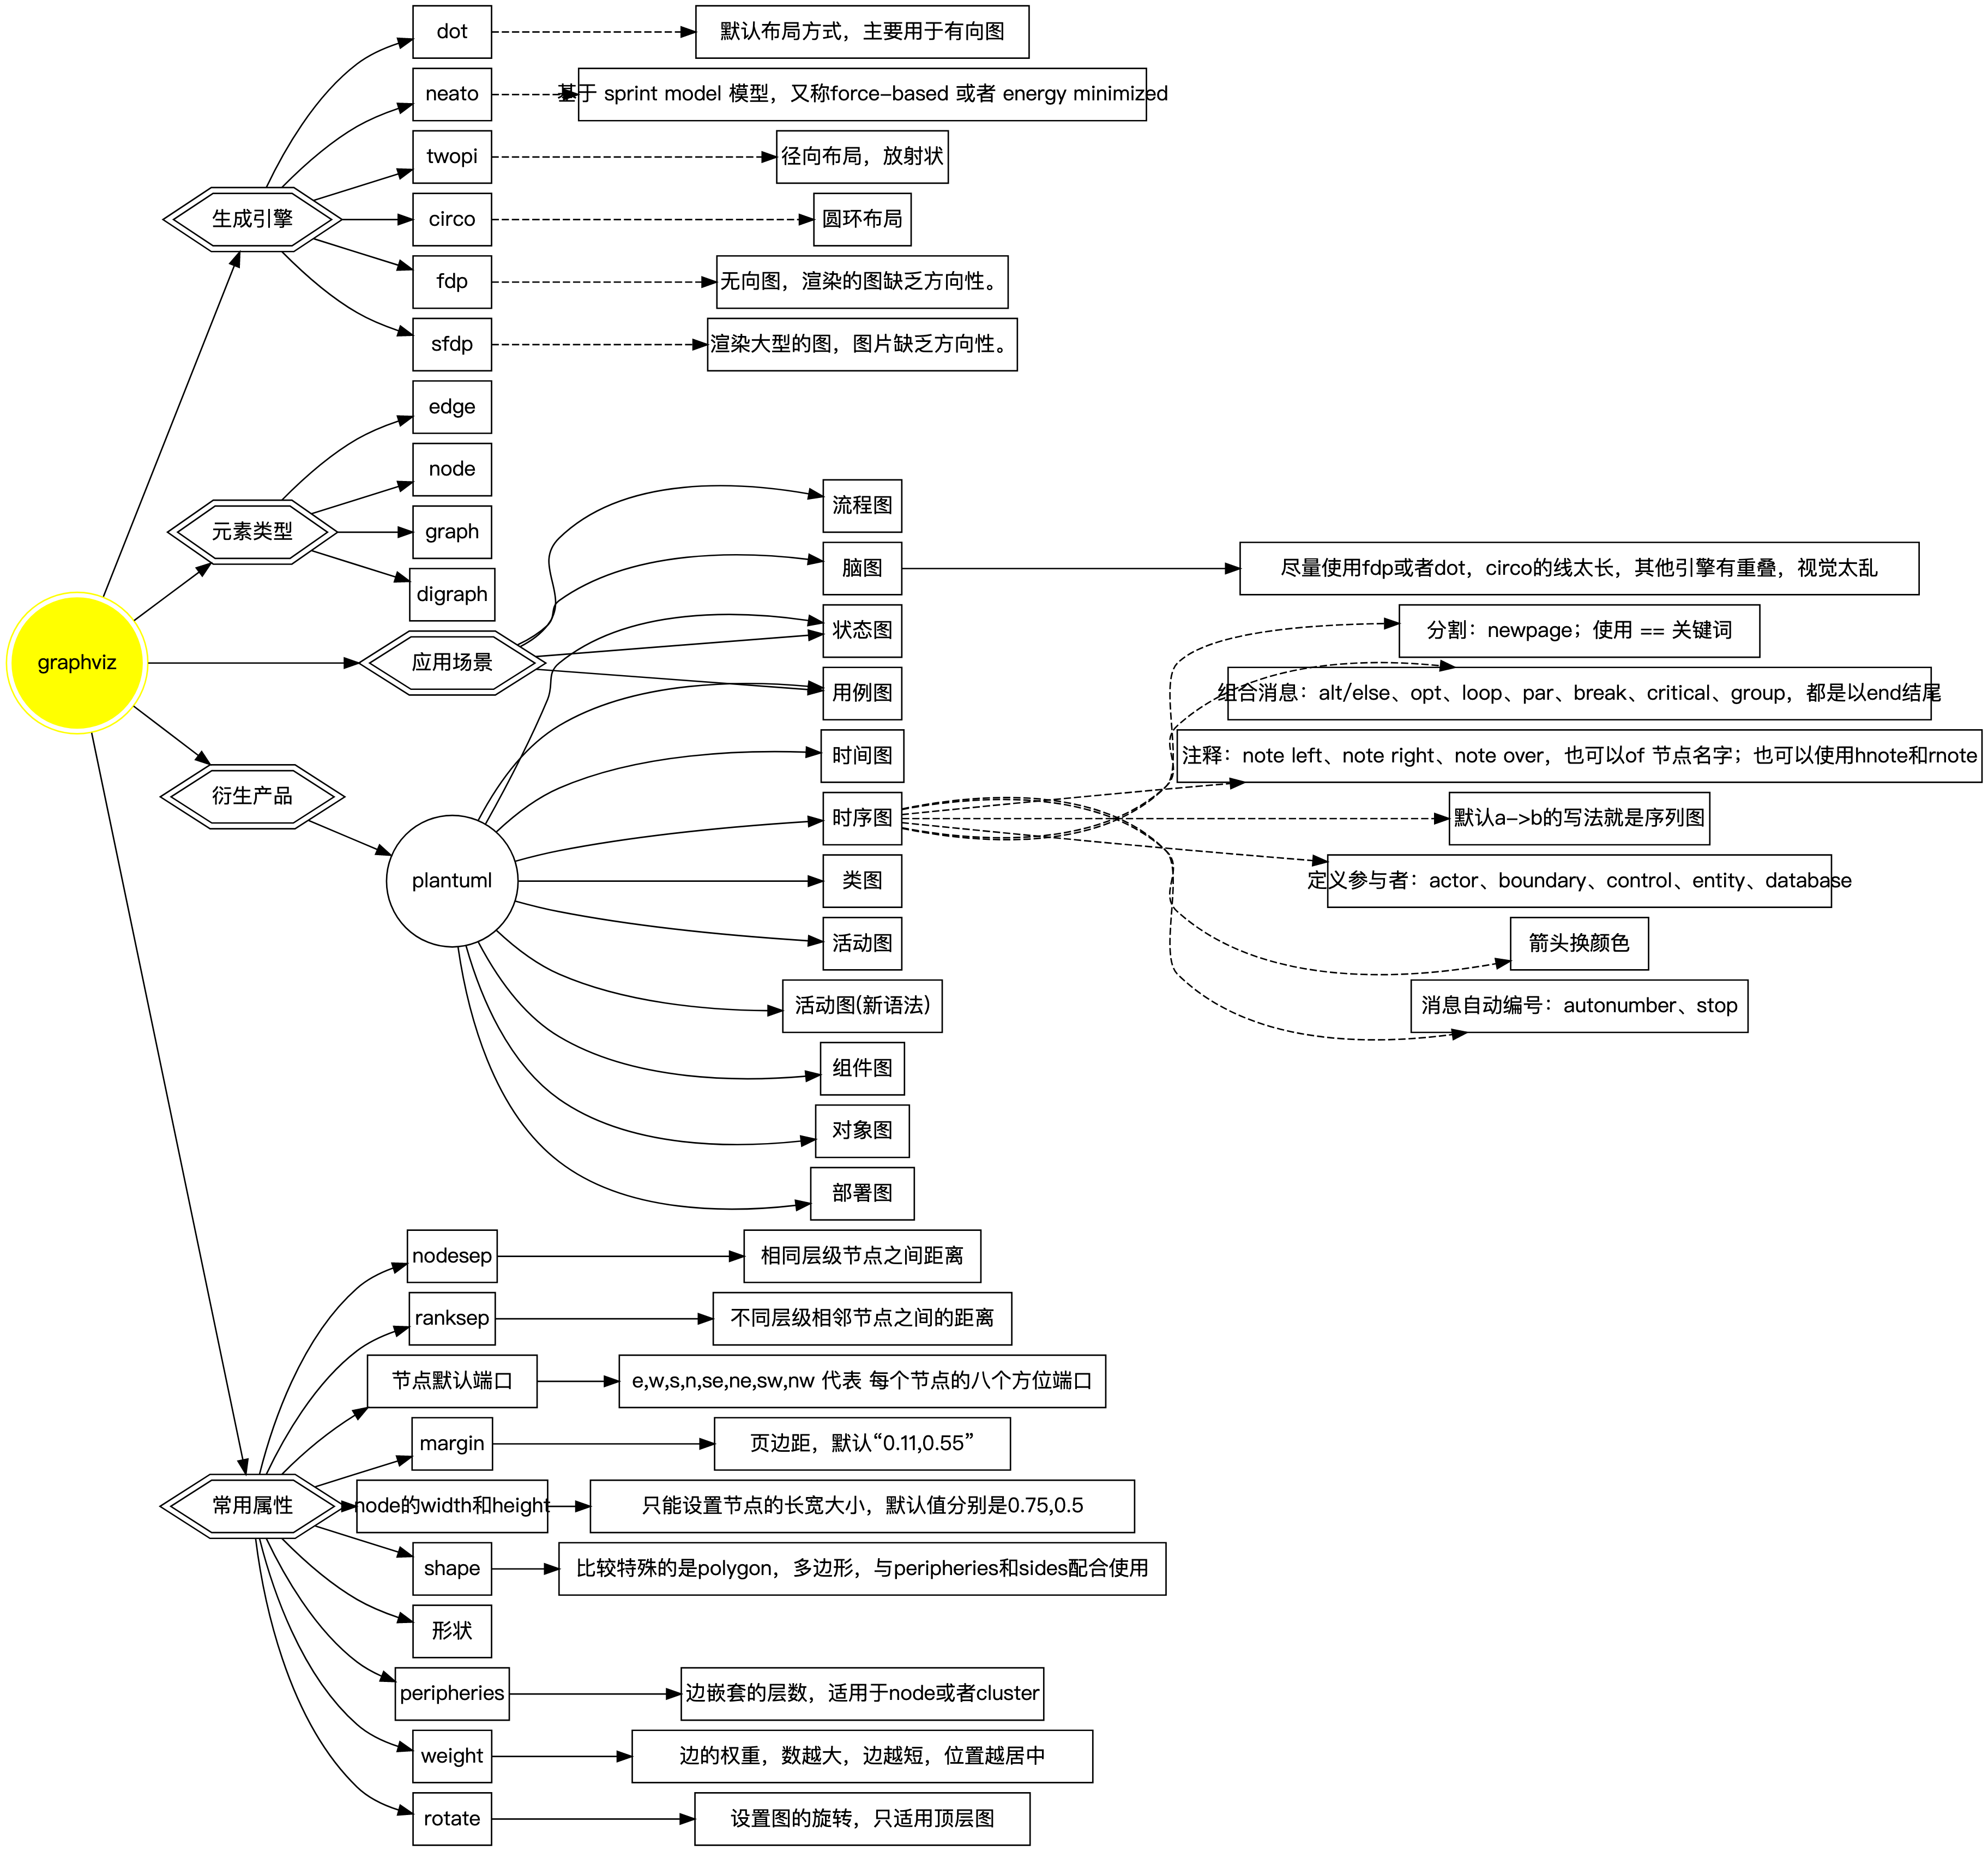 dot
默认布局方式，主要用于有向图
neato
基于 sprint model 模型，又称force-based 或者 energy minimized
twopi
径向布局，放射状
生成引擎
circo
圆环布局
fdp
无向图，渲染的图缺乏方向性。
sfdp
渲染大型的图，图片缺乏方向性。
edge
node
元素类型
graph
digraph
流程图
脑图
尽量使用fdp或者dot，circo的线太长，其他引擎有重叠，视觉太乱
graphviz
应用场景
状态图
分割：newpage；使用 == 关键词
用例图
组合消息：alt/else、opt、loop、par、break、critical、group，都是以end结尾
时间图
注释：note left、note right、note over，也可以of 节点名字；也可以使用hnote和rnote
衍生产品
时序图
默认a->b的写法就是序列图
plantuml
类图
定义参与者：actor、boundary、control、entity、database
活动图
箭头换颜色
活动图(新语法)
消息自动编号：autonumber、stop
组件图
对象图
部署图
nodesep
相同层级节点之间距离
ranksep
不同层级相邻节点之间的距离
节点默认端口
e,w,s,n,se,ne,sw,nw 代表 每个节点的八个方位端口
margin
页边距，默认“0.11,0.55”
常用属性
node的width和height
只能设置节点的长宽大小，默认值分别是0.75,0.5
shape
比较特殊的是polygon，多边形，与peripheries和sides配合使用
形状
peripheries
边嵌套的层数，适用于node或者cluster
weight
边的权重，数越大，边越短，位置越居中
rotate
设置图的旋转，只适用顶层图